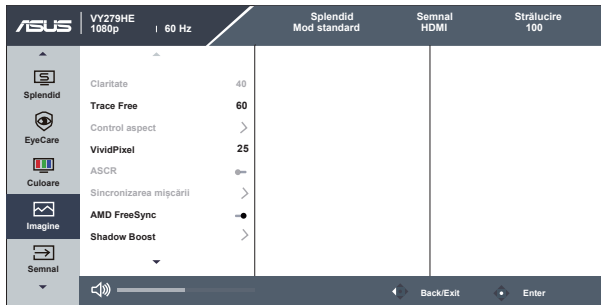 ASUS
VY279HE
1080p | 60 Hz
Splendid
Mod standard
Semnal
HDMI
Strălucire
100
Splendid
EyeCare
Culoare
Imagine
Semnal
Claritate 40
Trace Free 60
Control aspect
VividPixel 25
ASCR
Sincronizarea mișcării
AMD FreeSync
Shadow Boost
Back/Exit
Enter